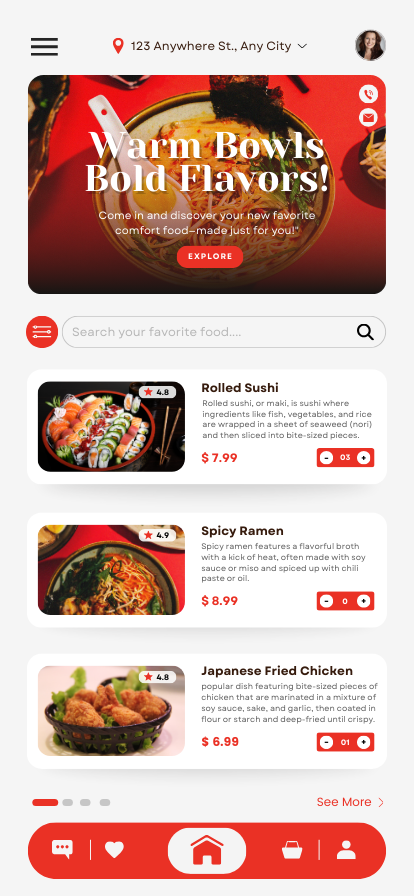 123 Anywhere St., Any City
Warm Bowls
Bold Flavors!
Come in and discover your new favorite
comfort food—made just for you!"
EXPLORE
Search your favorite food....
4.8
Rolled Sushi
Rolled sushi, or maki, is sushi where
ingredients like fish, vegetables, and rice
are wrapped in a sheet of seaweed (nori)
and then sliced into bite-sized pieces.
$ 7.99
- 03 +
4.9
Spicy Ramen
Spicy ramen features a flavorful broth
with a kick of heat, often made with soy
sauce or miso and spiced up with chili
paste or oil.
$ 8.99
- 0 +
4.8
Japanese Fried Chicken
popular dish featuring bite-sized pieces of
chicken that are marinated in a mixture of
soy sauce, sake, and garlic, then coated in
flour or starch and deep-fried until crispy.
$ 6.99
- 01 +
See More